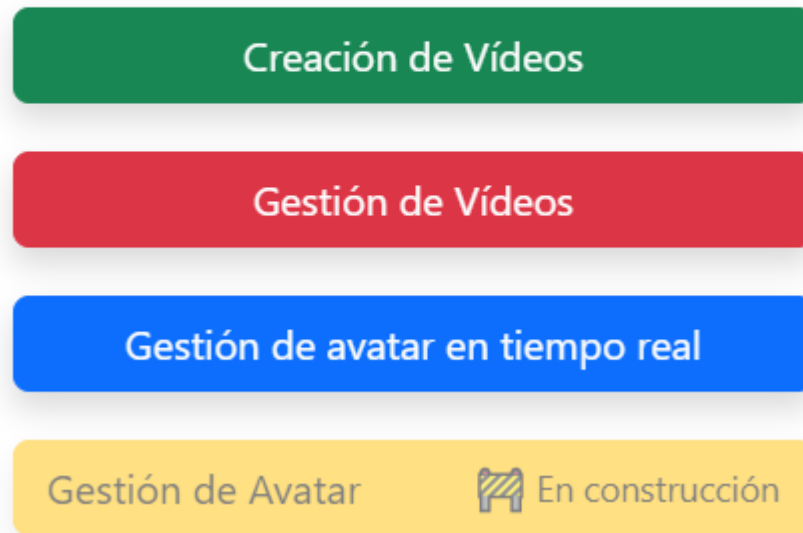 Creación de Vídeos
Gestión de Vídeos
Gestión de avatar en tiempo real
Gestión de Avatar 🚧 En construcción